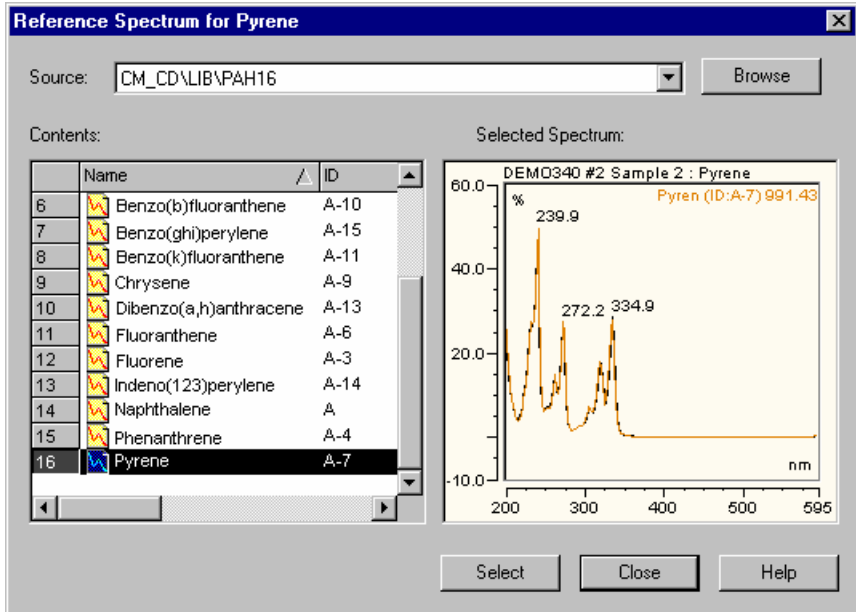 Reference Spectrum for Pyrene
Source: CM_CD\LIB\PAH16 Browse
Contents:
Name ID
6 Benzo(b)fluoranthene A-10
7 Benzo(ghi)perylene A-15
8 Benzo(k)fluoranthene A-11
9 Chrysene A-9
10 Dibenzo(a,h)anthracene A-13
11 Fluoranthene A-6
12 Fluorene A-3
13 Indeno(123)perylene A-14
14 Naphthalene A
15 Phenanthrene A-4
16 Pyrene A-7
Selected Spectrum:
DEMO340 #2 Sample 2 : Pyrene
60.0
% Pyren (ID:A-7) 991.43
239.9
40.0
272.2 334.9
20.0
nm
-10.0
200 300 400 500 595
Select Close Help